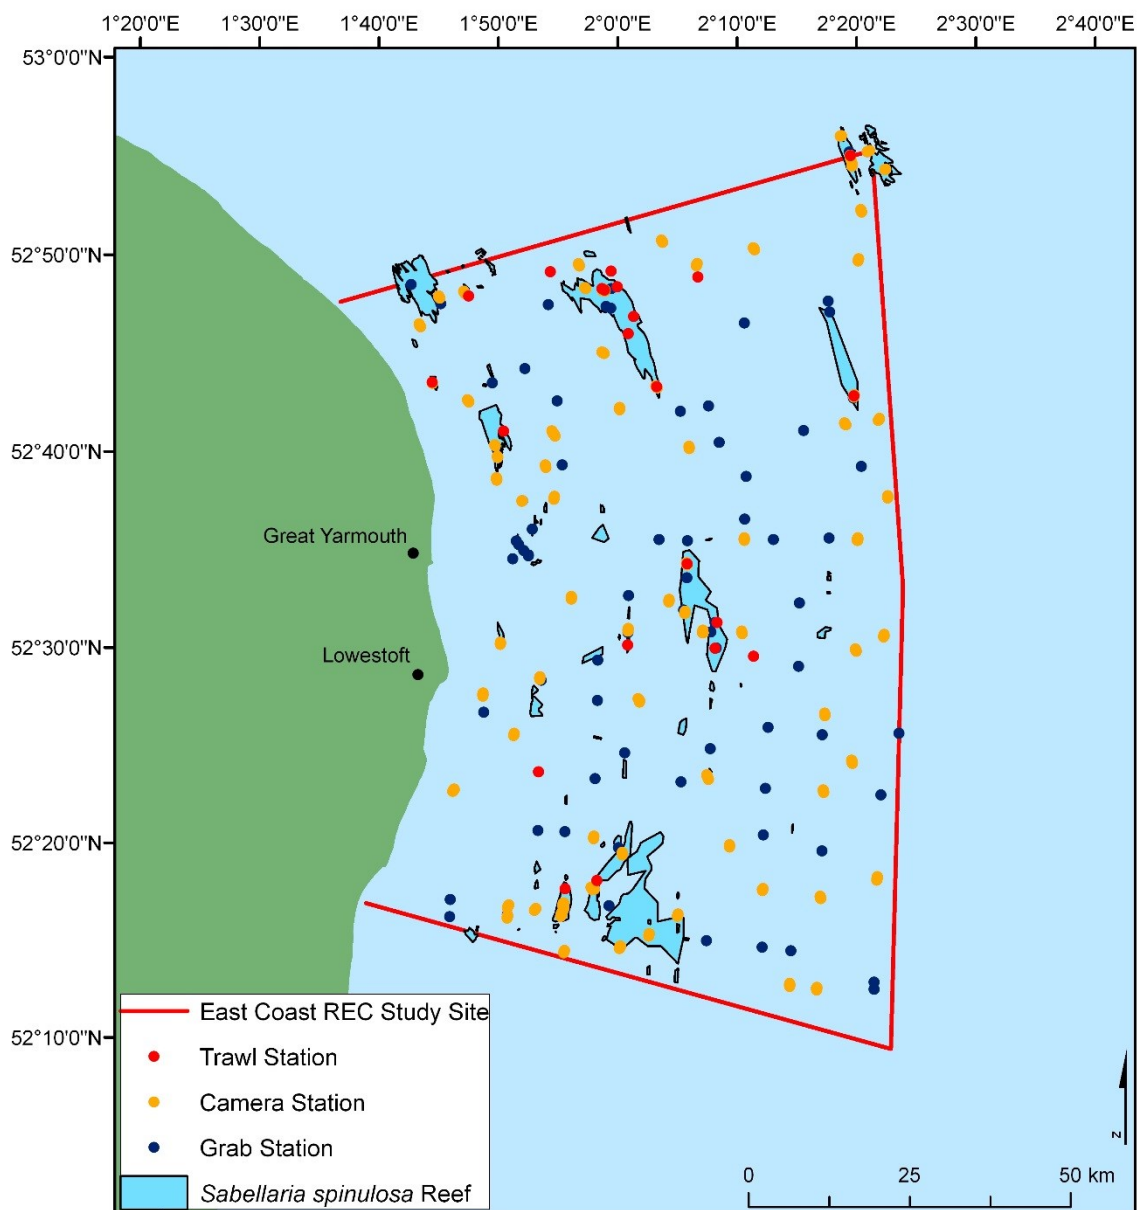 1°20'0"E 1°30'0"E 1°40'0"E 1°50'0"E 2°0'0"E 2°10'0"E 2°20'0"E 2°30'0"E 2°40'0"E
53°0'0"N
52°50'0"N
52°40'0"N
Great Yarmouth
52°30'0"N
Lowestoft
52°20'0"N
52°10'0"N
East Coast REC Study Site
Trawl Station
Camera Station
Grab Station
Sabellaria spinulosa Reef
0 25 50 km
N